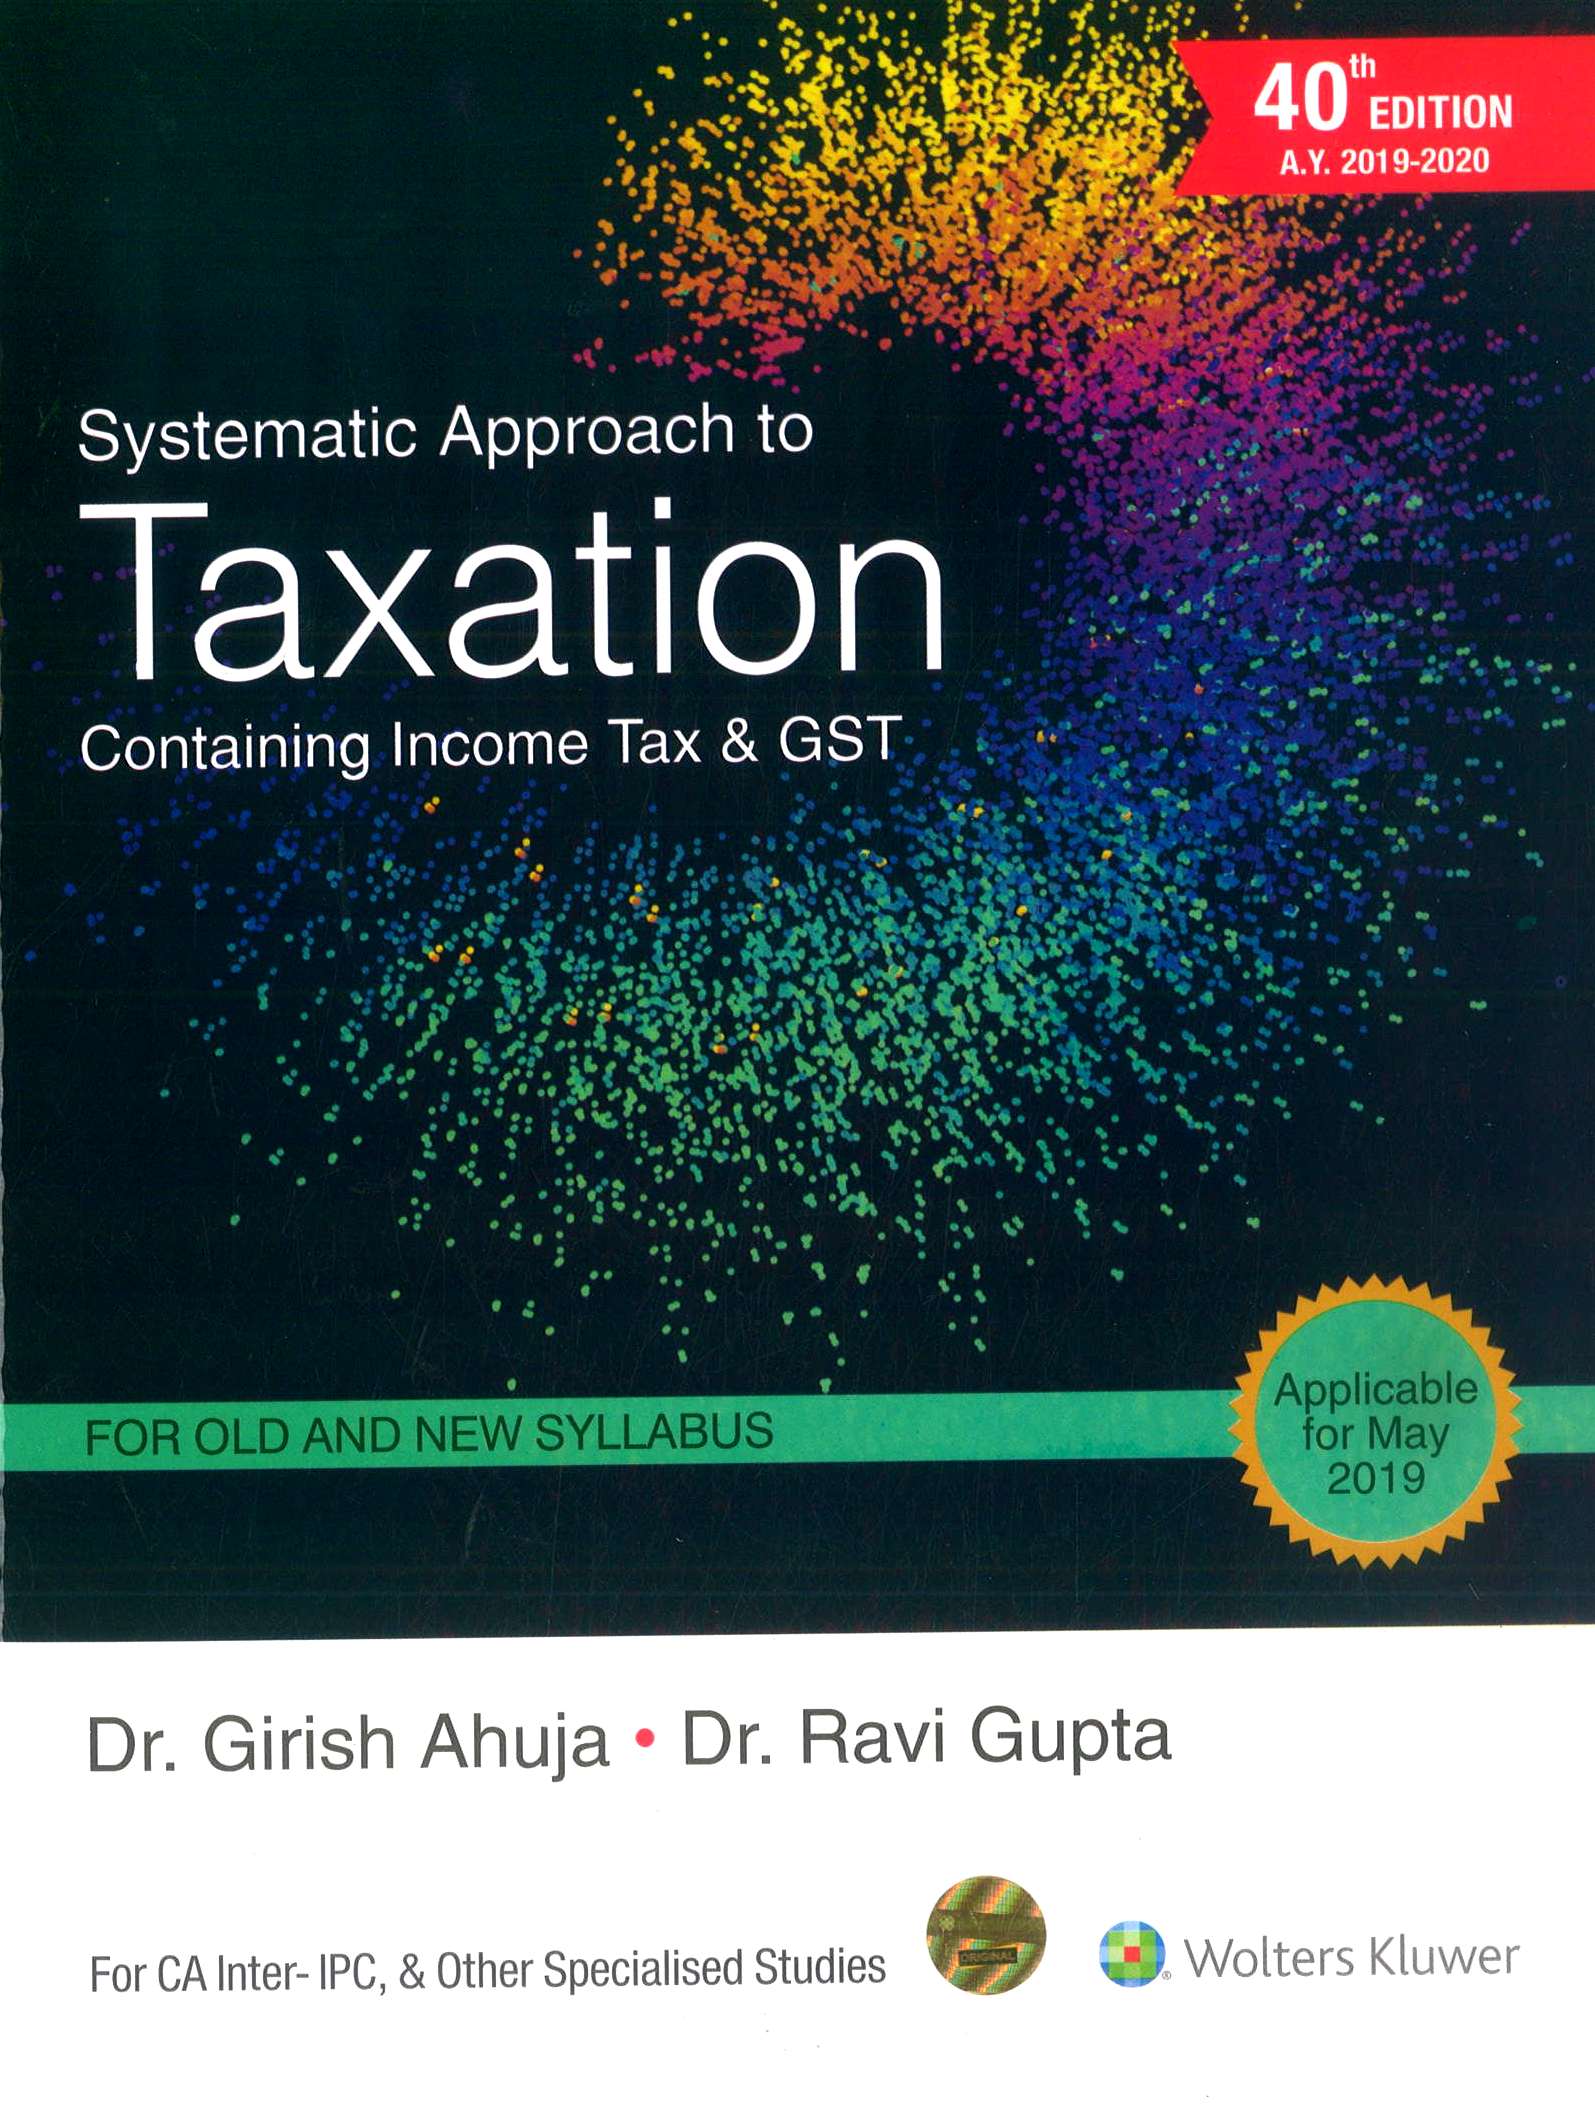 40th EDITION
A.Y. 2019-2020
Systematic Approach to
Taxation
Containing Income Tax & GST
FOR OLD AND NEW SYLLABUS
Applicable
for May
2019
Dr. Girish Ahuja • Dr. Ravi Gupta
For CA Inter- IPC, & Other Specialised Studies
ORIGINAL
® Wolters Kluwer